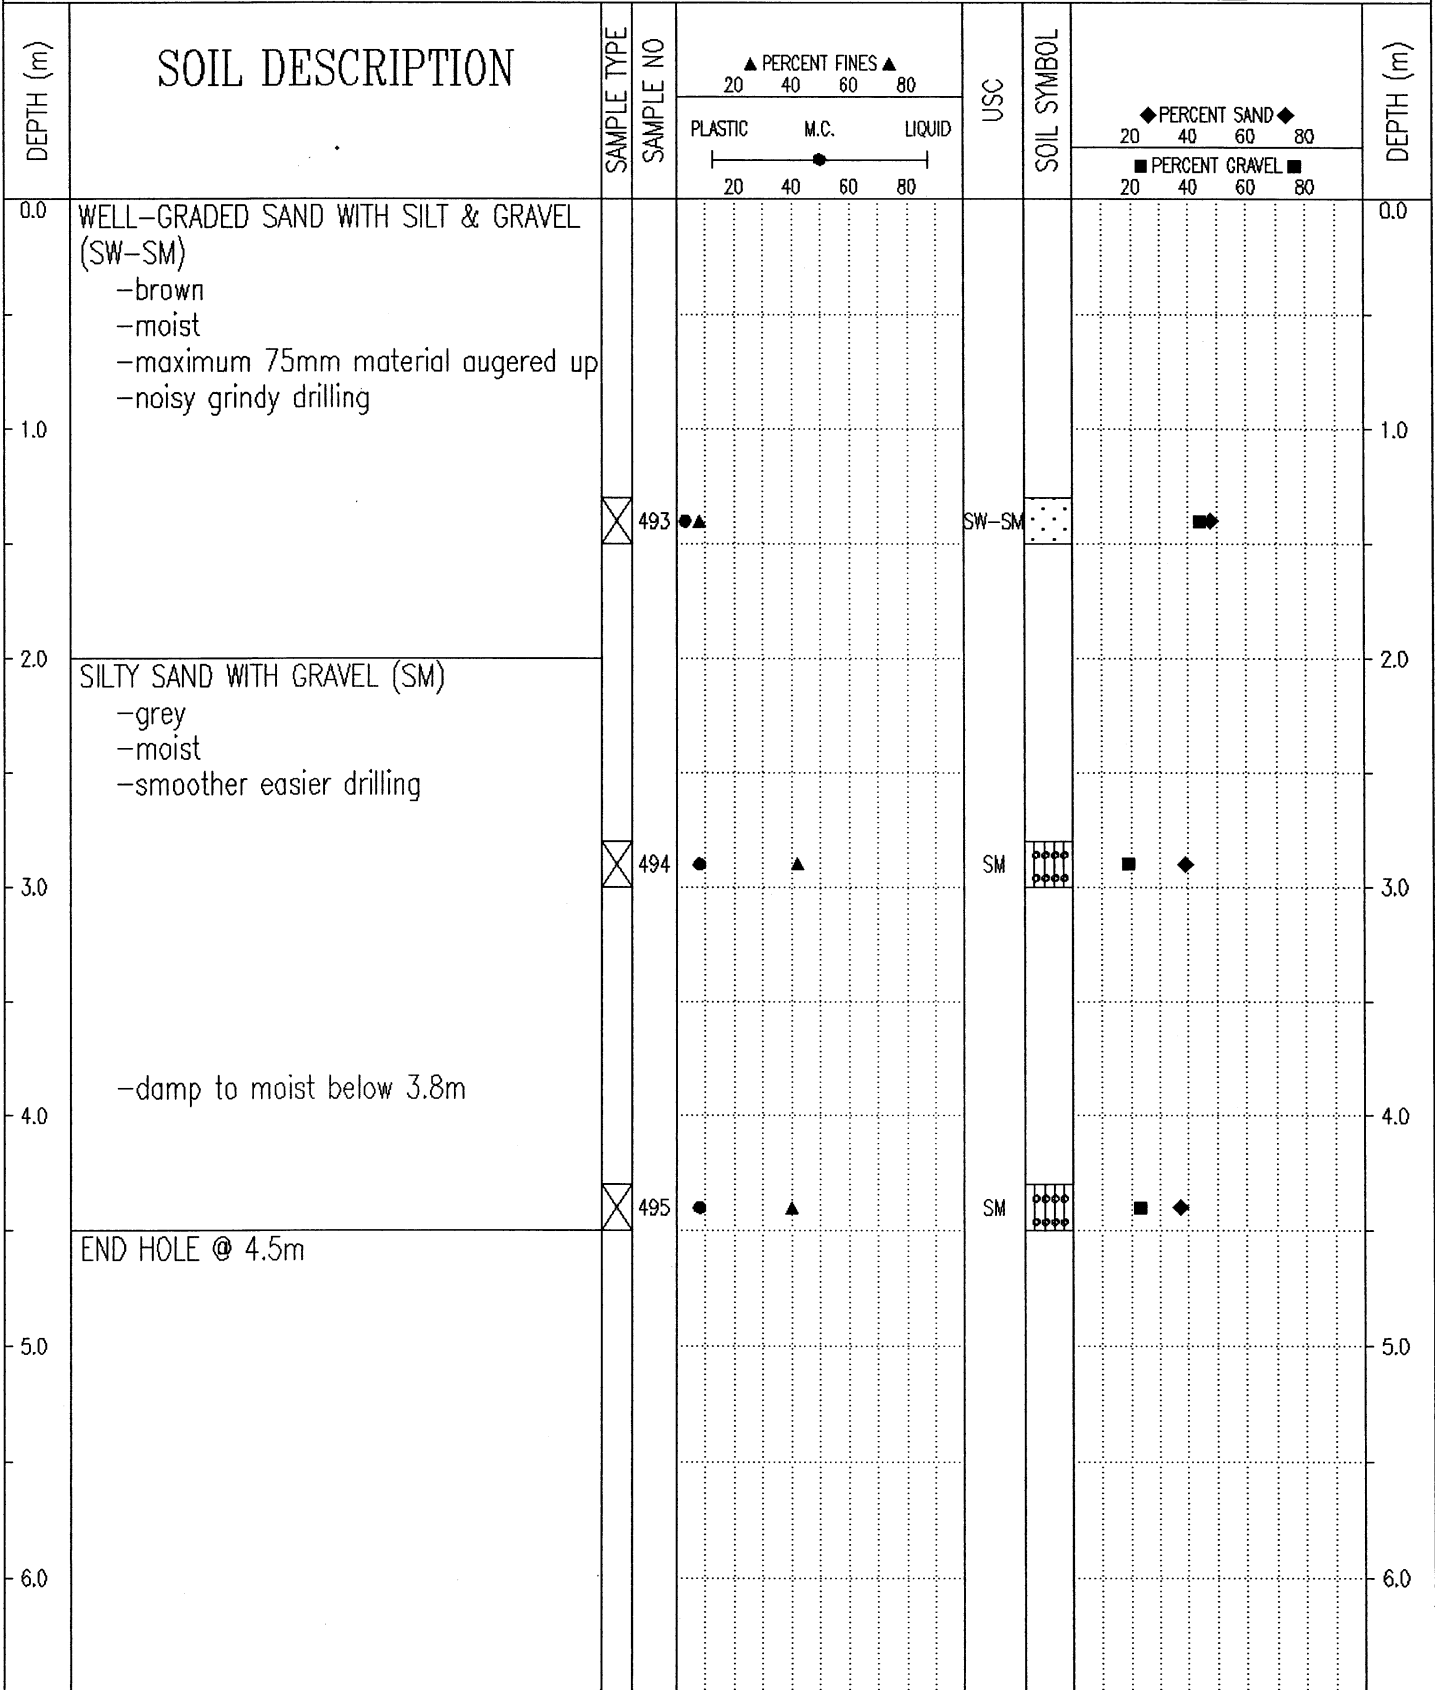 DEPTH (m)
SOIL DESCRIPTION
SAMPLE TYPE
SAMPLE NO
▲ PERCENT FINES ▲
20 40 60 80
PLASTIC M.C. LIQUID
20 40 60 80
USC
SOIL SYMBOL
◆ PERCENT SAND ◆
20 40 60 80
■ PERCENT GRAVEL ■
20 40 60 80
DEPTH (m)
0.0
WELL-GRADED SAND WITH SILT & GRAVEL
0.0
(SW-SM)
-brown
-moist
-maximum 75mm material augered up
-noisy grindy drilling
1.0
1.0
493
SW-SM
2.0
2.0
SILTY SAND WITH GRAVEL (SM)
-grey
-moist
-smoother easier drilling
494
SM
3.0
3.0
-damp to moist below 3.8m
4.0
4.0
495
SM
END HOLE @ 4.5m
5.0
5.0
6.0
6.0